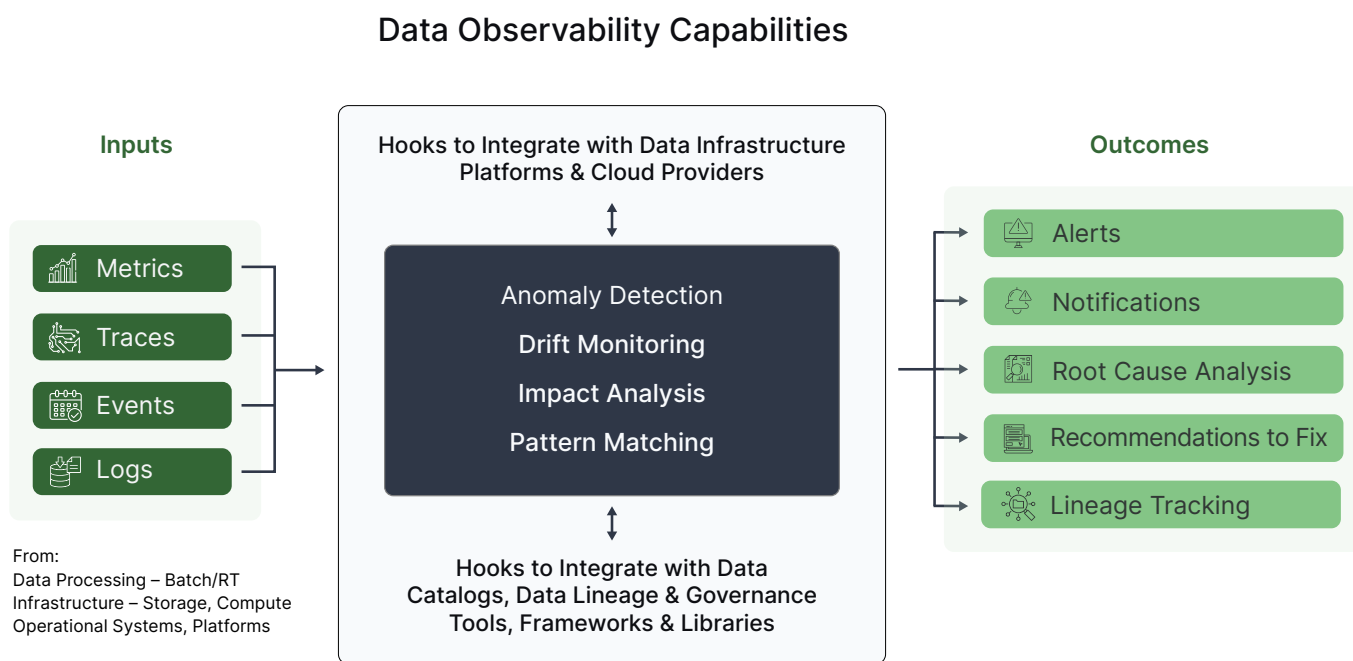 Data Observability Capabilities
Inputs
Metrics
Traces
Events
Logs
From:
Data Processing – Batch/RT
Infrastructure – Storage, Compute
Operational Systems, Platforms
Hooks to Integrate with Data Infrastructure
Platforms & Cloud Providers
Anomaly Detection
Drift Monitoring
Impact Analysis
Pattern Matching
Hooks to Integrate with Data
Catalogs, Data Lineage & Governance
Tools, Frameworks & Libraries
Outcomes
Alerts
Notifications
Root Cause Analysis
Recommendations to Fix
Lineage Tracking